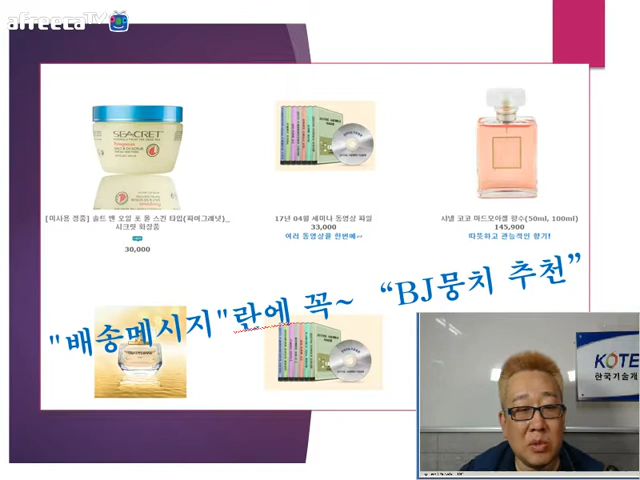 afreecaTV
SEACRET
[미사용 경품] 솔트 앤 오일 포 올 스킨 타입(파머그래넛)_
시크릿 화장품
30,000
17년 04월 세미나 동영상 파일
33,000
여러 동영상을 한번에~
샤넬 코코 마드모아젤 향수(50ml, 100ml)
145,900
따뜻하고 관능적인 향기!
"배송메시지"란에 꼭~ “BJ뭉치 추천”
KOTE
한국기술개